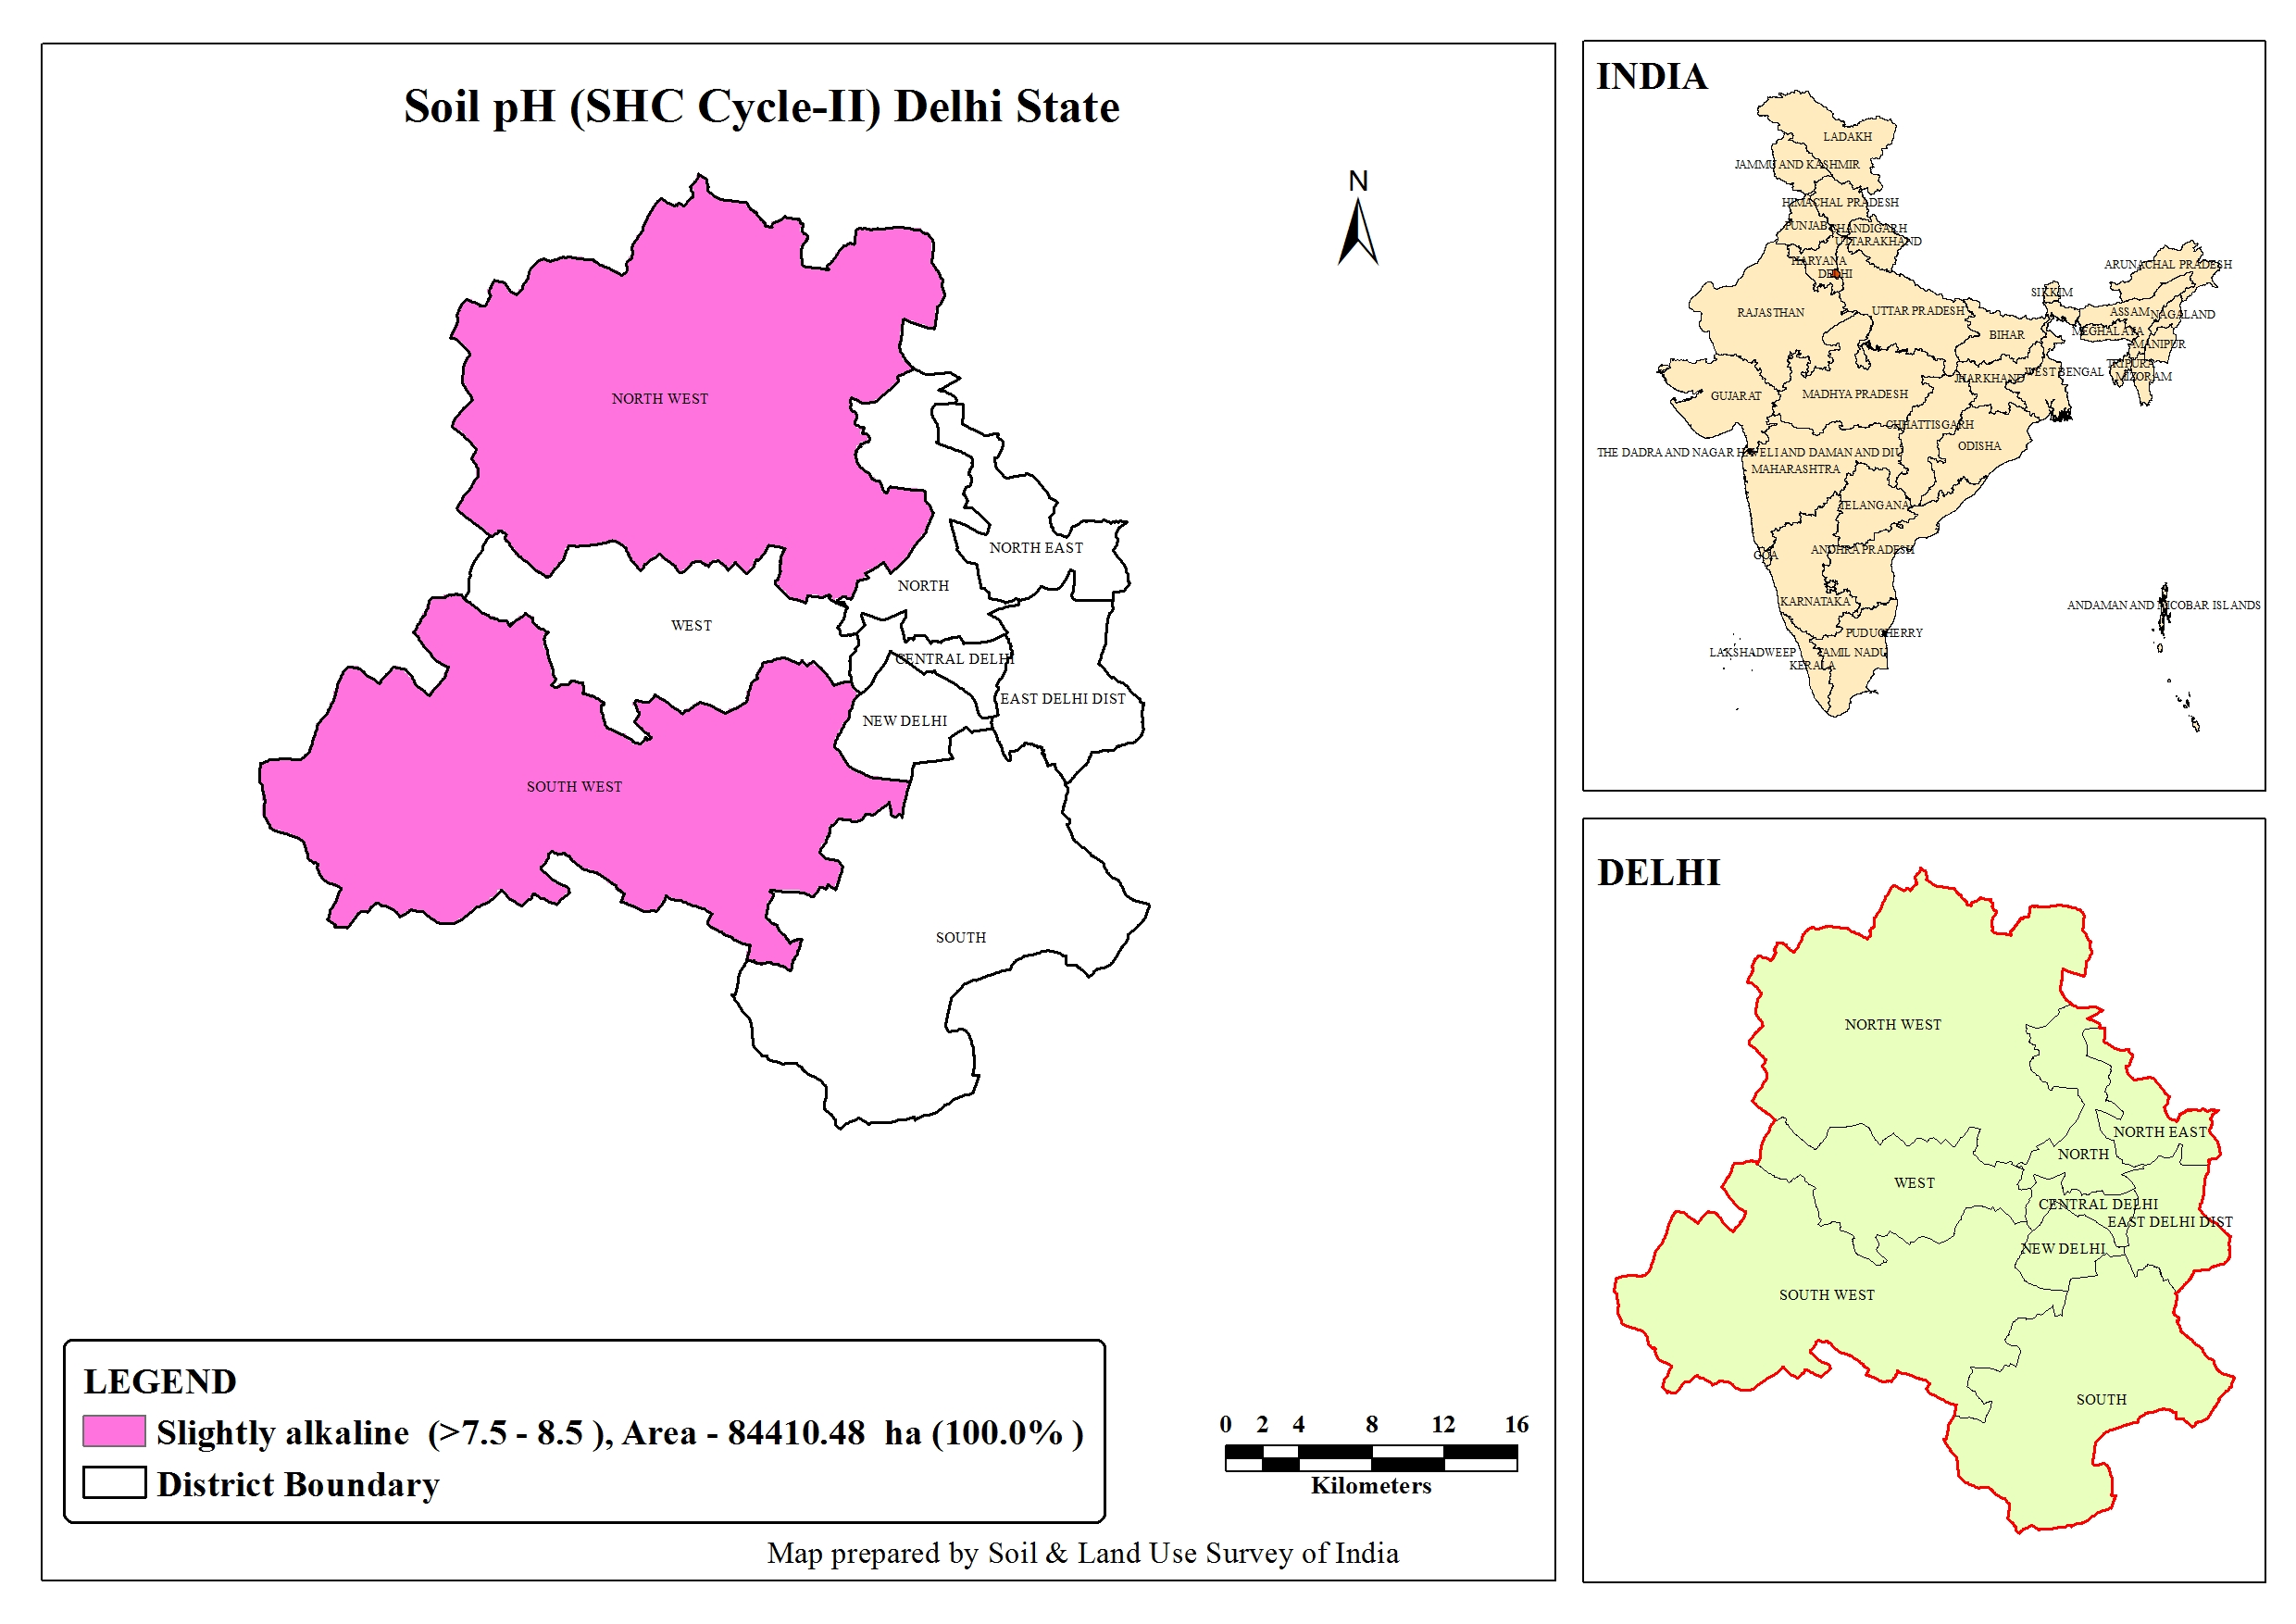 Soil pH (SHC Cycle-II) Delhi State
N
NORTH WEST
NORTH EAST
NORTH
WEST
CENTRAL DELHI
EAST DELHI DIST
NEW DELHI
SOUTH WEST
SOUTH
LEGEND
Slightly alkaline (>7.5 - 8.5 ), Area - 84410.48 ha (100.0% )
District Boundary
0 2 4 8 12 16
Kilometers
Map prepared by Soil & Land Use Survey of India
INDIA
LADAKH
JAMMU AND KASHMIR
HIMACHAL PRADESH
PUNJAB
CHANDIGARH
UTTARAKHAND
HARYANA
DELHI
ARUNACHAL PRADESH
SIKKIM
RAJASTHAN
UTTAR PRADESH
ASSAM
NAGALAND
BIHAR
MEGHALAYA
MANIPUR
TRIPURA
WEST BENGAL
MIZORAM
JHARKHAND
GUJARAT
MADHYA PRADESH
CHHATTISGARH
ODISHA
THE DADRA AND NAGAR HAVELI AND DAMAN AND DIU
MAHARASHTRA
TELANGANA
GOA
ANDHRA PRADESH
KARNATAKA
ANDAMAN AND NICOBAR ISLANDS
PUDUCHERRY
LAKSHADWEEP
TAMIL NADU
KERALA
DELHI
NORTH WEST
NORTH EAST
NORTH
WEST
CENTRAL DELHI
EAST DELHI DIST
NEW DELHI
SOUTH WEST
SOUTH